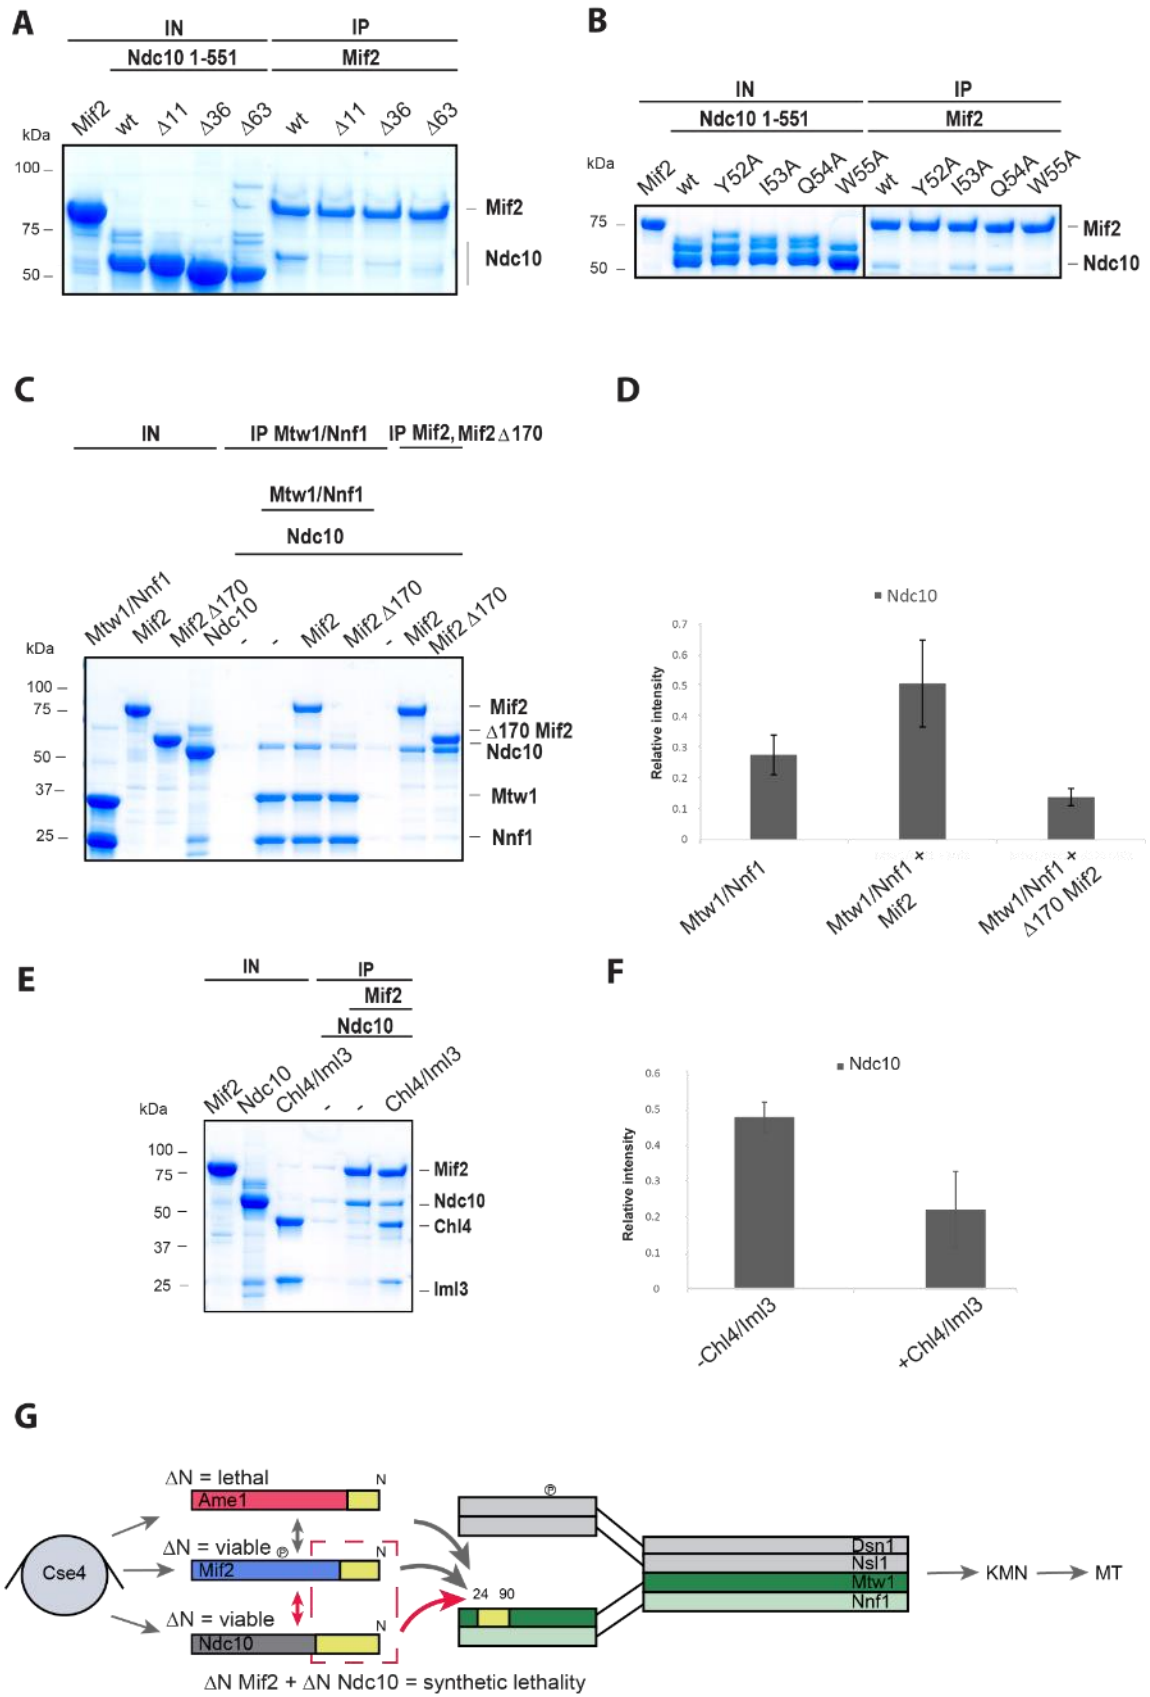 A
IN IP
Ndc10 1-551 Mif2
Mif2 wt Δ11 Δ36 Δ63 wt Δ11 Δ36 Δ63
kDa
100
75
50
Mif2
Ndc10
B
IN IP
Ndc10 1-551 Mif2
Mif2 wt Y52A I53A Q54A W55A wt Y52A I53A Q54A W55A
kDa
75
50
Mif2
Ndc10
C
IN IP Mtw1/Nnf1 IP Mif2, Mif2 Δ170
Mtw1/Nnf1
Ndc10
Mtw1/Nnf1 Mif2 Mif2 Δ170 Ndc10 - - Mif2 Mif2 Δ170 - Mif2 Mif2 Δ170
kDa
100
75
50
37
25
Mif2
Δ170 Mif2
Ndc10
Mtw1
Nnf1
D
Ndc10
Relative intensity
0.7
0.6
0.5
0.4
0.3
0.2
0.1
0
Mtw1/Nnf1
Mtw1/Nnf1 +
Mif2
Mtw1/Nnf1 +
Δ170 Mif2
E
IN IP
Mif2
Ndc10
Mif2 Ndc10 Chl4/Iml3 - - Chl4/Iml3
kDa
100
75
50
37
25
Mif2
Ndc10
Chl4
Iml3
F
Ndc10
Relative intensity
0.6
0.5
0.4
0.3
0.2
0.1
0
-Chl4/Iml3
+Chl4/Iml3
G
ΔN = lethal N
Ame1
ΔN = viable P N
Mif2
ΔN = viable N
Ndc10
Cse4
P
24 90
Dsn1
Nsl1
Mtw1
Nnf1
KMN MT
ΔN Mif2 + ΔN Ndc10 = synthetic lethality